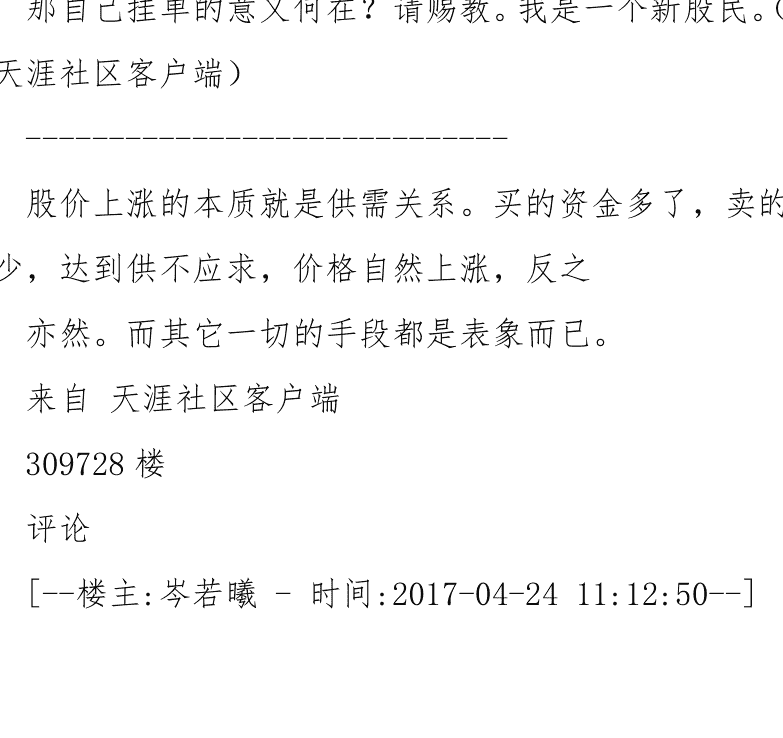 那自己挂单的意义何在？请赐教。我是一个新股民。（
天涯社区客户端）
-----------------------------
股价上涨的本质就是供需关系。买的资金多了，卖的
少，达到供不应求，价格自然上涨，反之
亦然。而其它一切的手段都是表象而已。
来自 天涯社区客户端
309728 楼
评论
[--楼主:岑若曦 - 时间:2017-04-24 11:12:50--]